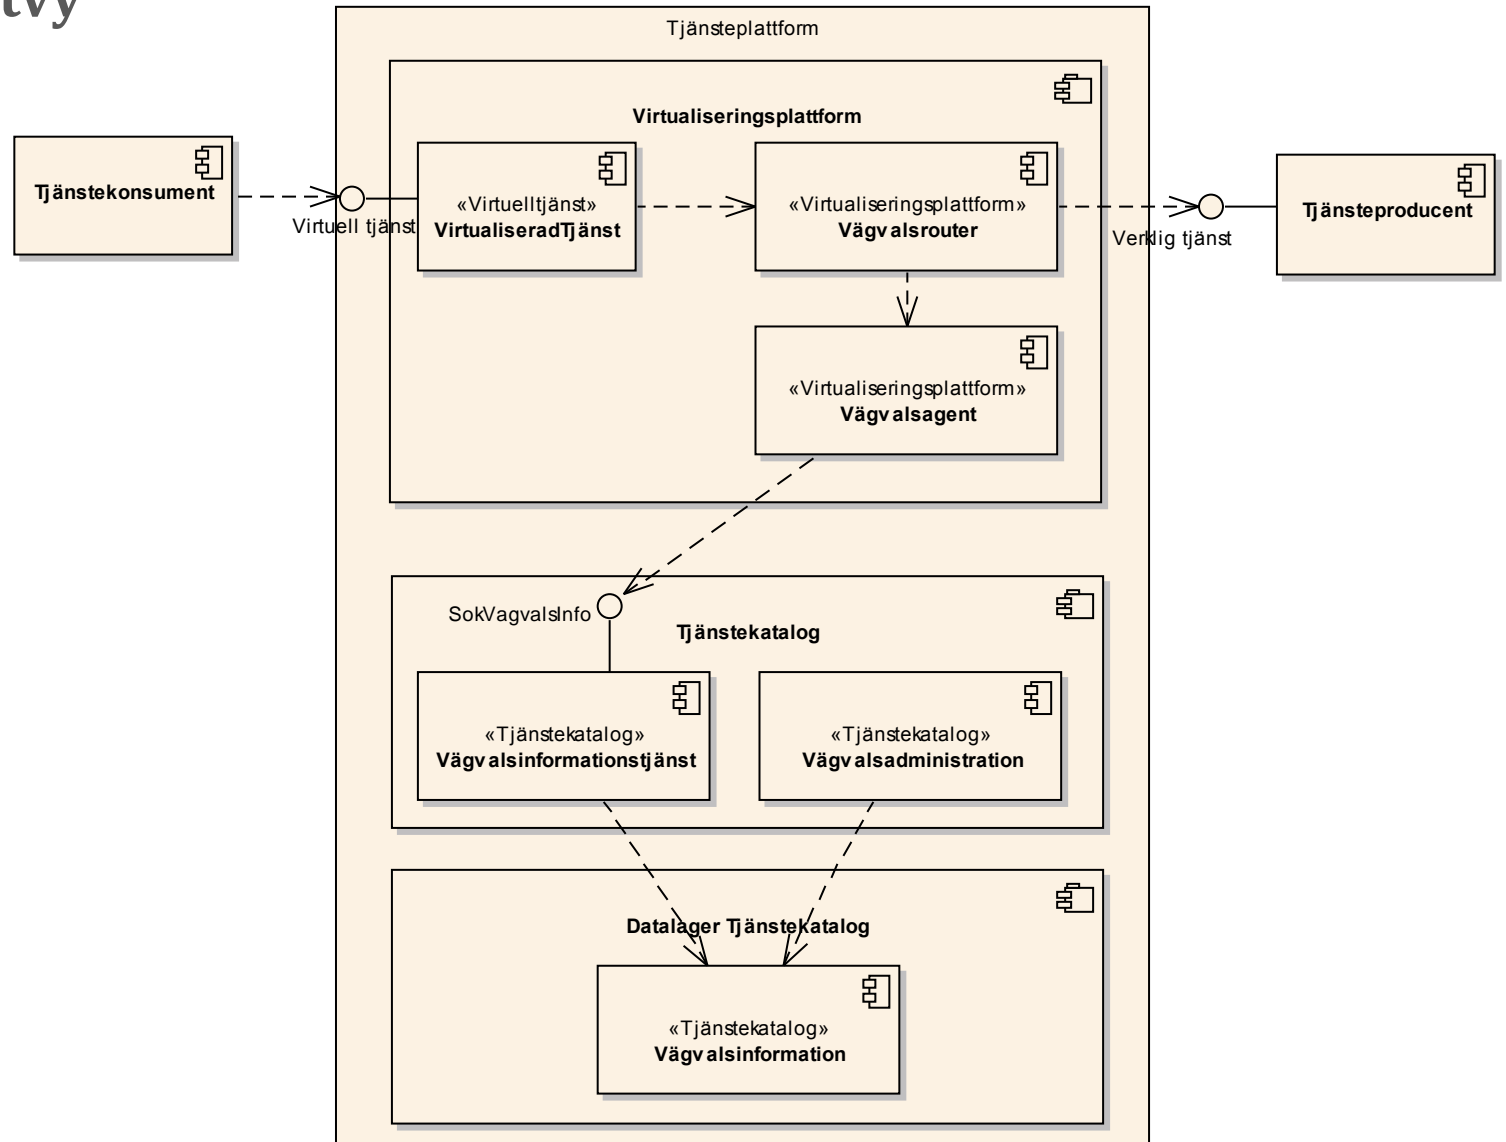 tvy
Tjänsteplattform
Virtualiseringsplattform
Tjänstekonsument
Virtuell tjänst
«Virtuelltjänst»
VirtualiseradTjänst
«Virtualiseringsplattform»
Vägvalsrouter
Verklig tjänst
Tjänsteproducent
«Virtualiseringsplattform»
Vägvalsagent
SokVagvalsInfo
Tjänstekatalog
«Tjänstekatalog»
Vägvalsinformationstjänst
«Tjänstekatalog»
Vägvalsadministration
Datalager Tjänstekatalog
«Tjänstekatalog»
Vägvalsinformation